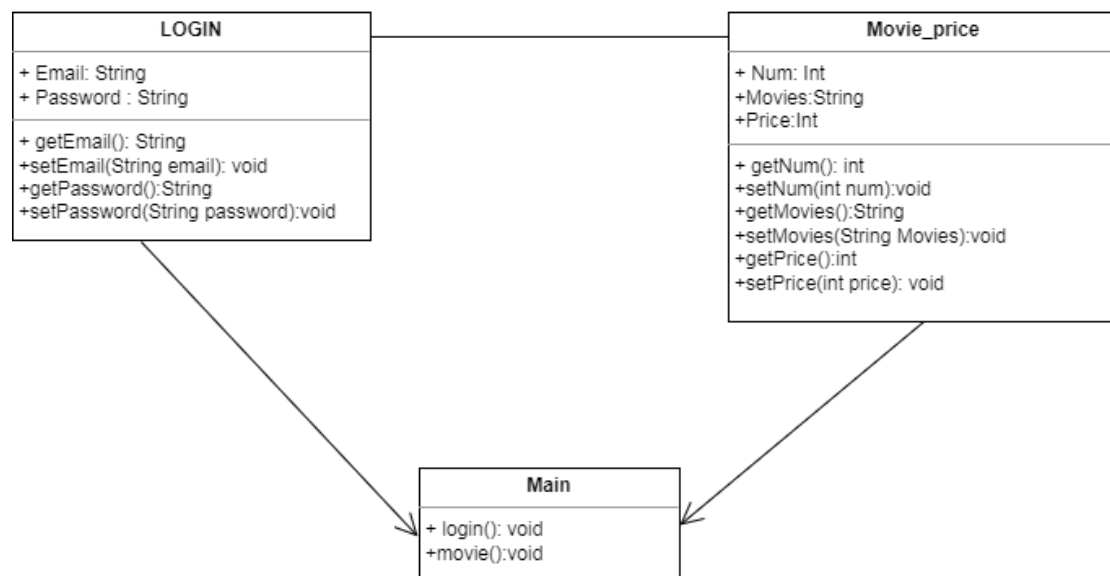 LOGIN
+ Email: String
+ Password : String
+ getEmail(): String
+setEmail(String email): void
+getPassword():String
+setPassword(String password):void
Movie_price
+ Num: Int
+Movies:String
+Price:Int
+ getNum(): int
+setNum(int num):void
+getMovies():String
+setMovies(String Movies):void
+getPrice():int
+setPrice(int price): void
Main
+ login(): void
+movie():void